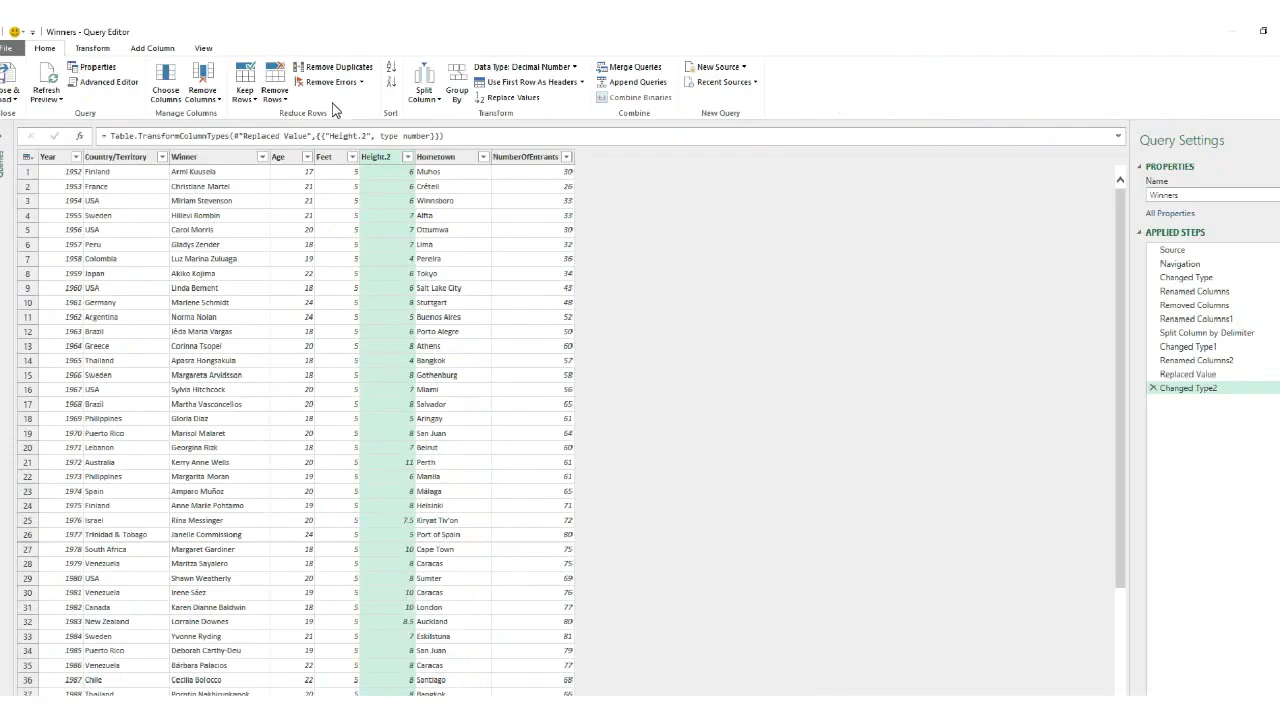 Winners - Query Editor
File Home Transform Add Column View
Refresh Preview
Properties
Advanced Editor
Choose Columns
Remove Columns
Keep Rows
Remove Rows
Remove Duplicates
Remove Errors
Split Column
Group By
Data Type: Decimal Number
Use First Row As Headers
Replace Values
Merge Queries
Append Queries
Combine Binaries
New Source
Recent Sources
Query Manage Columns Reduce Rows Sort Transform Combine New Query
= Table.TransformColumnTypes(#"Replaced Value",{{"Height.2", type number}})
Year Country/Territory Winner Age Feet Height.2 Hometown NumberOfEntrants
1 1952 Finland Armi Kuusela 17 5 6 Muhos 30
2 1953 France Christiane Martel 21 5 6 Créteil 26
3 1954 USA Miriam Stevenson 21 5 6 Winnsboro 33
4 1955 Sweden Hillevi Rombin 21 5 7 Alfta 33
5 1956 USA Carol Morris 20 5 7 Ottumwa 30
6 1957 Peru Gladys Zender 18 5 7 Lima 32
7 1958 Colombia Luz Marina Zuluaga 19 5 4 Pereira 36
8 1959 Japan Akiko Kojima 22 5 6 Tokyo 34
9 1960 USA Linda Bement 18 5 6 Salt Lake City 43
10 1961 Germany Marlene Schmidt 24 5 8 Stuttgart 48
11 1962 Argentina Norma Nolan 24 5 5 Buenos Aires 52
12 1963 Brazil Iêda Maria Vargas 18 5 6 Porto Alegre 50
13 1964 Greece Corinna Tsopei 20 5 8 Athens 60
14 1965 Thailand Apasra Hongsakula 18 5 4 Bangkok 57
15 1966 Sweden Margareta Arvidsson 18 5 8 Gothenburg 58
16 1967 USA Sylvia Hitchcock 20 5 7 Miami 56
17 1968 Brazil Martha Vasconcellos 20 5 8 Salvador 65
18 1969 Philippines Gloria Diaz 18 5 5 Aringay 61
19 1970 Puerto Rico Marisol Malaret 20 5 8 San Juan 64
20 1971 Lebanon Georgina Rizk 18 5 7 Beirut 60
21 1972 Australia Kerry Anne Wells 20 5 11 Perth 61
22 1973 Philippines Margarita Moran 19 5 6 Manila 61
23 1974 Spain Amparo Muñoz 20 5 8 Málaga 65
24 1975 Finland Anne Marie Pohtamo 19 5 8 Helsinki 71
25 1976 Israel Rina Messinger 20 5 7.5 Kiryat Tiv'on 72
26 1977 Trinidad & Tobago Janelle Commissiong 24 5 5 Port of Spain 80
27 1978 South Africa Margaret Gardiner 18 5 10 Cape Town 75
28 1979 Venezuela Maritza Sayalero 18 5 8 Caracas 75
29 1980 USA Shawn Weatherly 20 5 8 Sumter 69
30 1981 Venezuela Irene Sáez 19 5 10 Caracas 76
31 1982 Canada Karen Dianne Baldwin 18 5 10 London 77
32 1983 New Zealand Lorraine Downes 19 5 8.5 Auckland 80
33 1984 Sweden Yvonne Ryding 21 5 7 Eskilstuna 81
34 1985 Puerto Rico Deborah Carthy-Deu 19 5 8 San Juan 79
35 1986 Venezuela Bárbara Palacios 22 5 8 Caracas 77
36 1987 Chile Cecilia Bolocco 22 5 8 Santiago 68
37 1988 Thailand Porntip Nakhirunkanok 20 5 8 Bangkok 66
Query Settings
PROPERTIES
Name
Winners
All Properties
APPLIED STEPS
Source
Navigation
Changed Type
Renamed Columns
Removed Columns
Renamed Columns1
Split Column by Delimiter
Changed Type1
Renamed Columns2
Replaced Value
Changed Type2